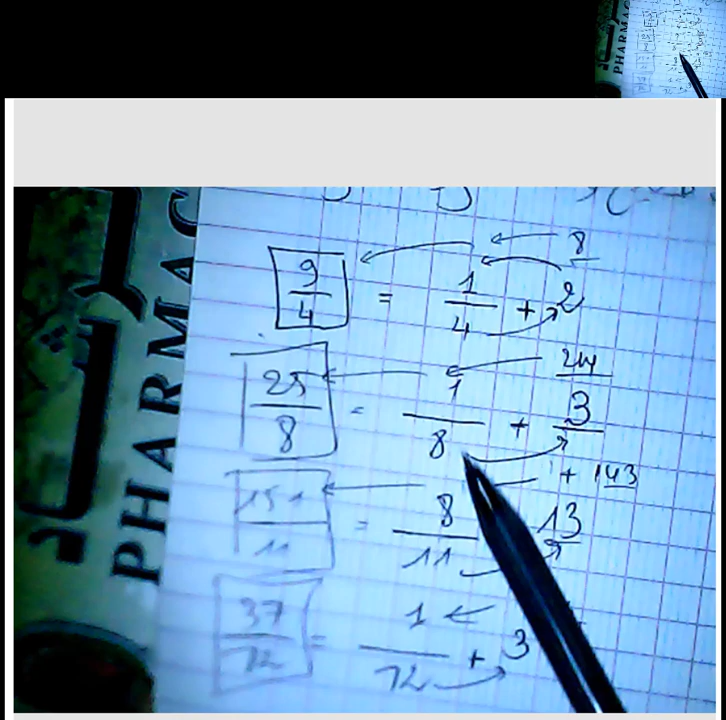 8
9/4 = 1/4 + 2
24
25/8 = 1/8 + 3
+ 143
151/11 = 8/11 13
37/12 = 1/12 + 3
PHARMAC